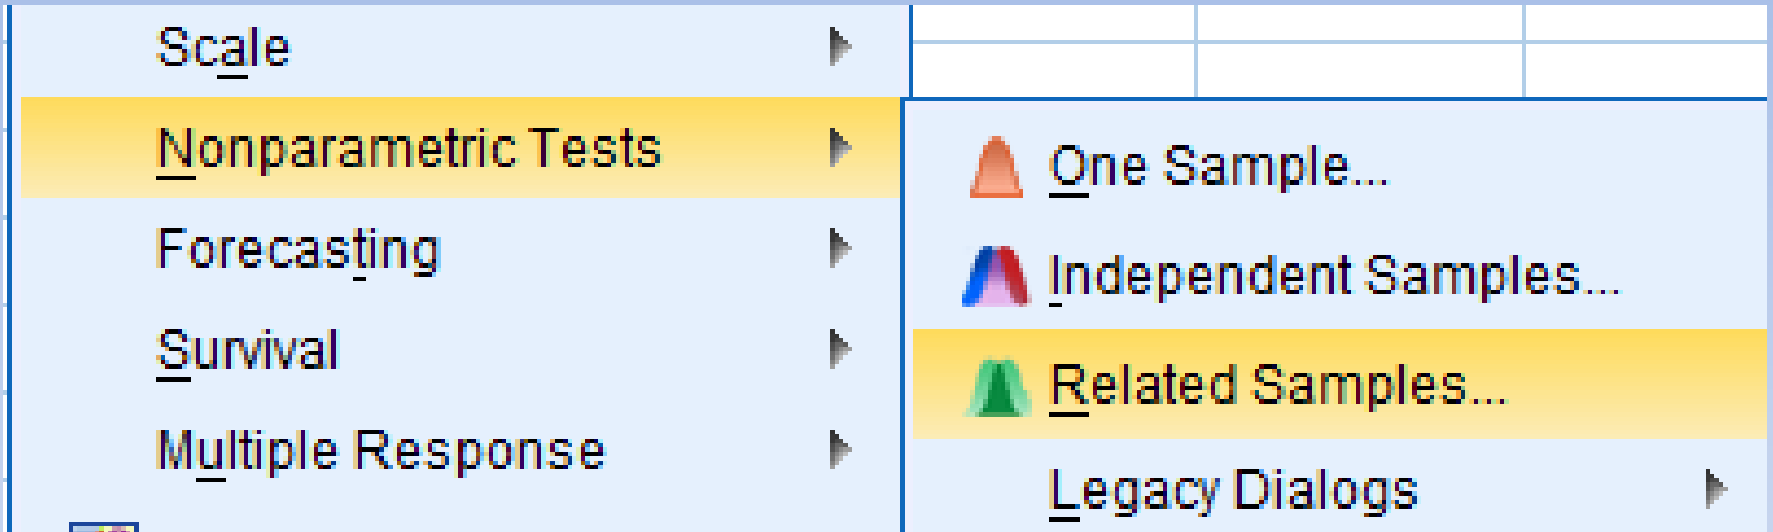 Scale
Nonparametric Tests
Forecasting
Survival
Multiple Response
One Sample...
Independent Samples...
Related Samples...
Legacy Dialogs